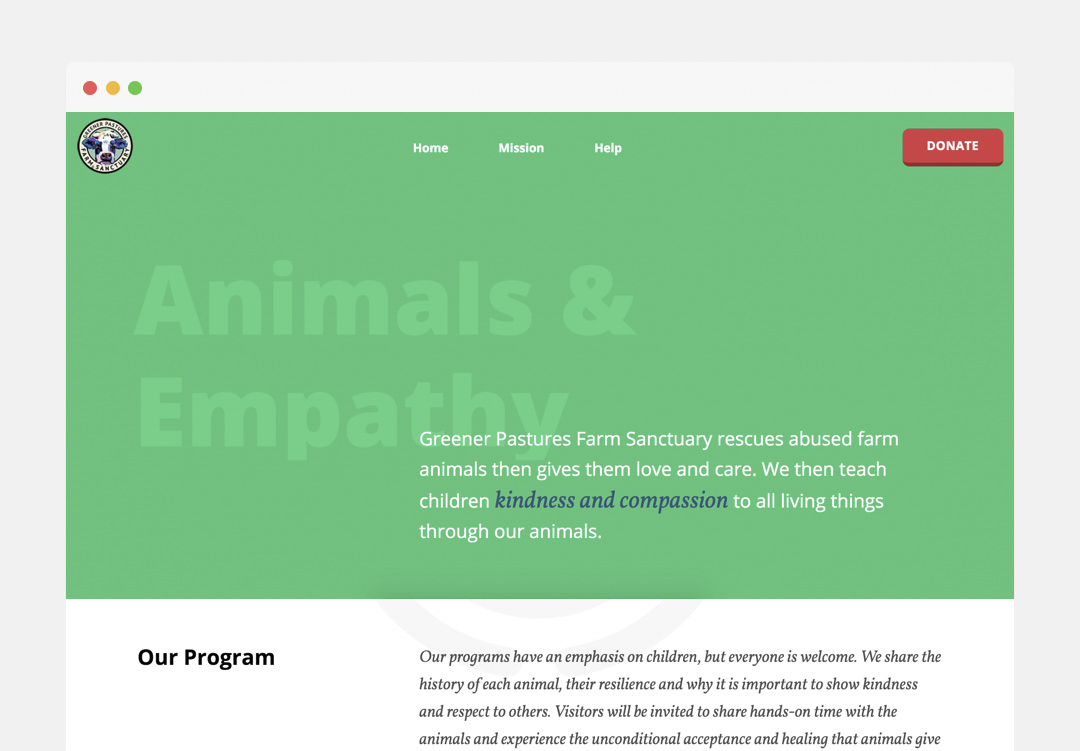 GREENER PASTURES
FARM SANCTUARY
Home
Mission
Help
DONATE
Animals &
Empathy
Greener Pastures Farm Sanctuary rescues abused farm
animals then gives them love and care. We then teach
children kindness and compassion to all living things
through our animals.
Our Program
Our programs have an emphasis on children, but everyone is welcome. We share the
history of each animal, their resilience and why it is important to show kindness
and respect to others. Visitors will be invited to share hands-on time with the
animals and experience the unconditional acceptance and healing that animals give